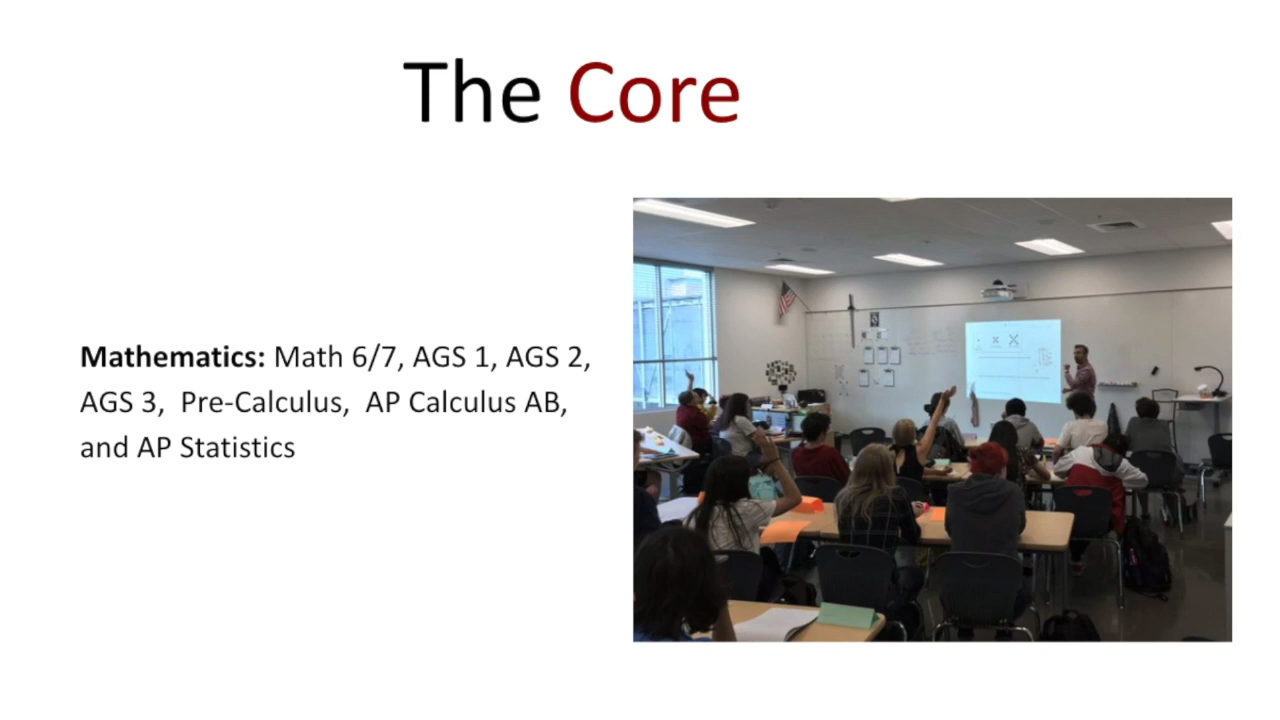 The Core
Mathematics: Math 6/7, AGS 1, AGS 2,
AGS 3,  Pre-Calculus,  AP Calculus AB,
and AP Statistics